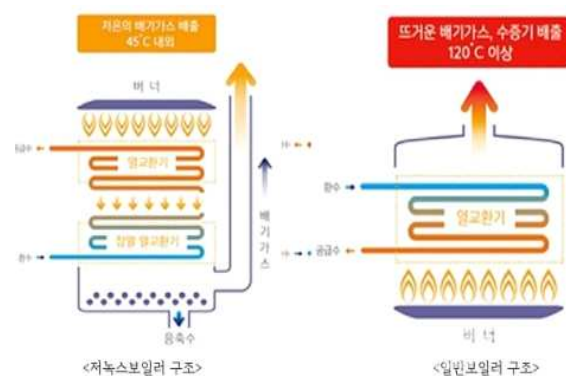 저온의 배기가스 배출
45℃ 내외
버너
열교환기
잠열 열교환기
배기가스
응축수
<저녹스보일러 구조>
뜨거운 배기가스, 수증기 배출
120℃ 이상
환수
열교환기
공급수
버너
<일반보일러 구조>